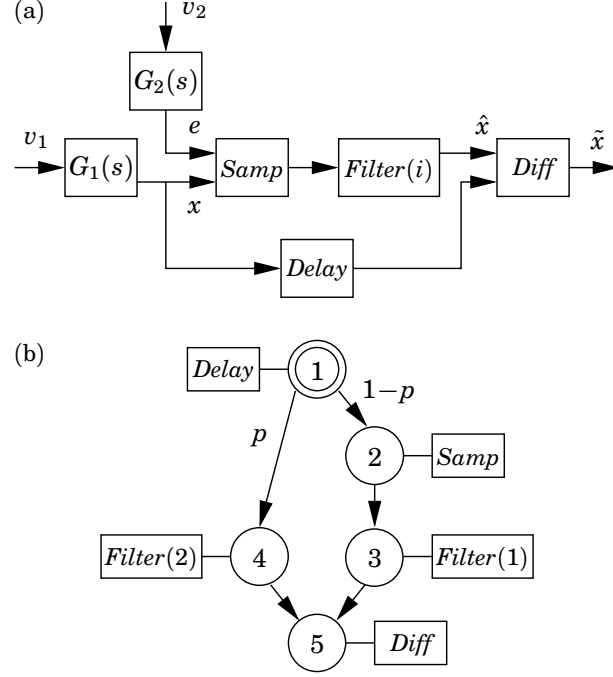 (a)
v₂
G₂(s)
v₁
e
x̂
x̃
G₁(s)
Samp
Filter(i)
Diff
x
Delay
(b)
Delay
1
1−p
p
2
Samp
Filter(2)
4
3
Filter(1)
5
Diff